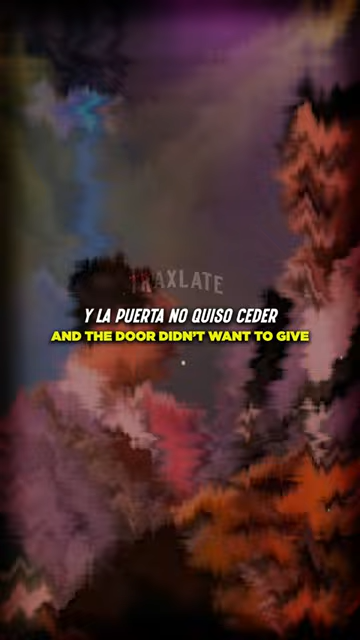 TRAXLATE
Y LA PUERTA NO QUISO CEDER
AND THE DOOR DIDN'T WANT TO GIVE